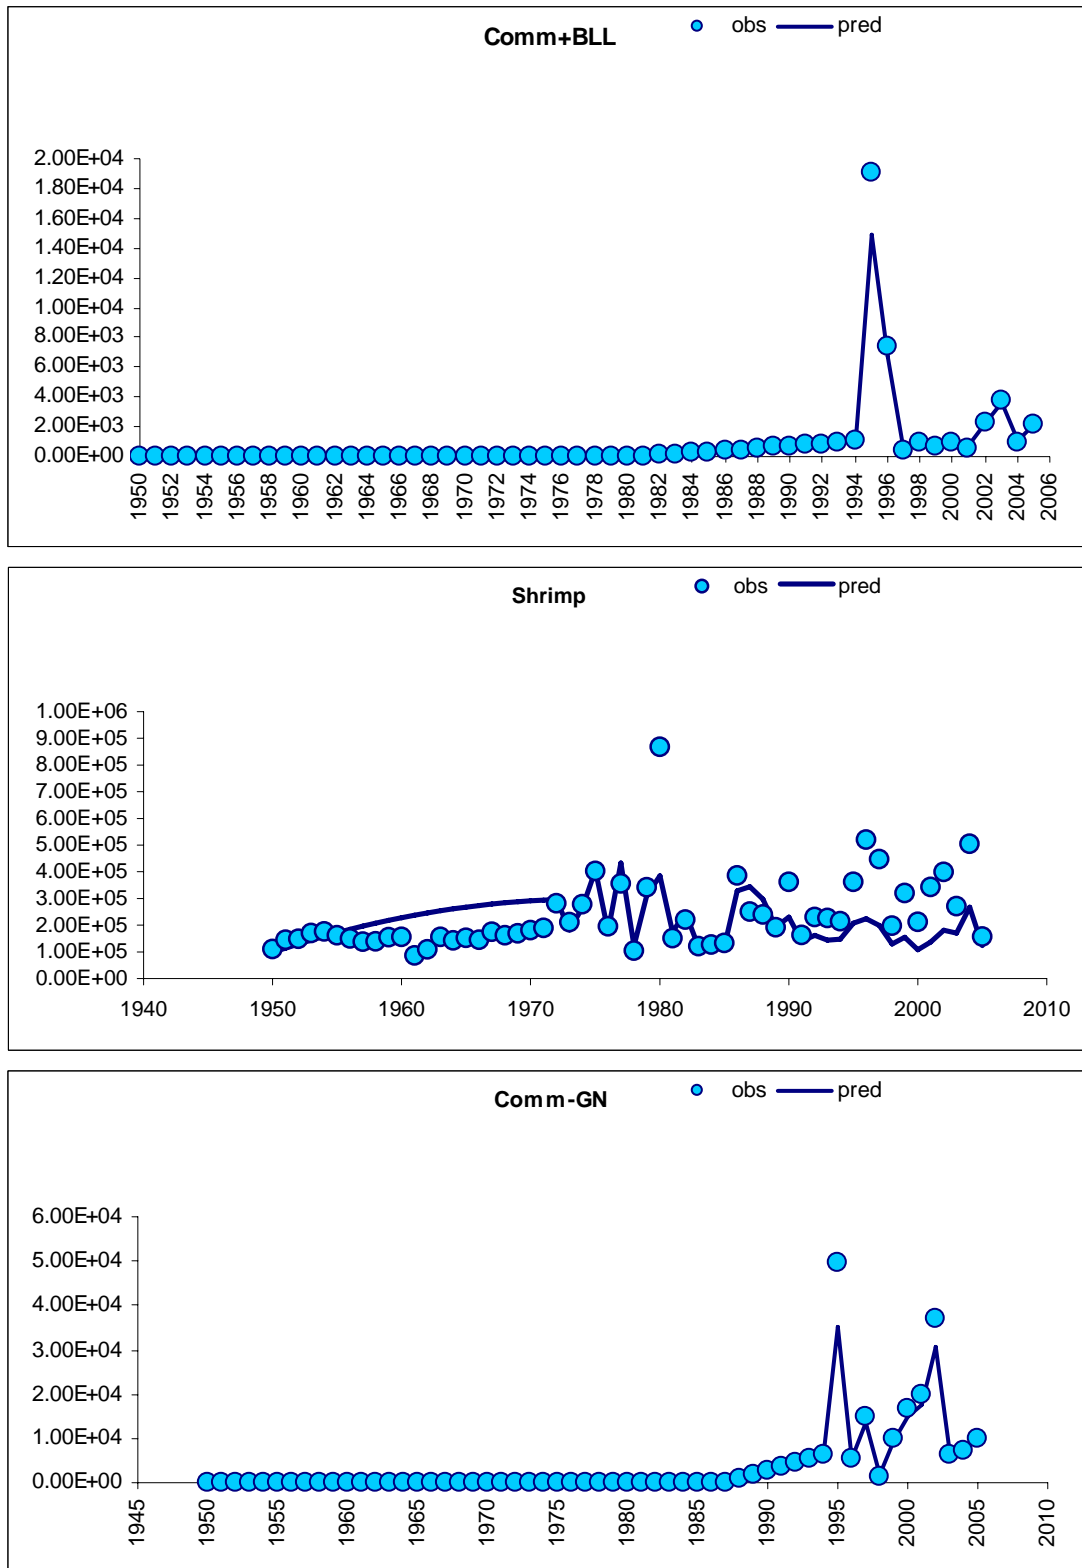 Comm+BLL
obs pred
2.00E+04
1.80E+04
1.60E+04
1.40E+04
1.20E+04
1.00E+04
8.00E+03
6.00E+03
4.00E+03
2.00E+03
0.00E+00
1950 1952 1954 1956 1958 1960 1962 1964 1966 1968 1970 1972 1974 1976 1978 1980 1982 1984 1986 1988 1990 1992 1994 1996 1998 2000 2002 2004 2006
Shrimp
obs pred
1.00E+06
9.00E+05
8.00E+05
7.00E+05
6.00E+05
5.00E+05
4.00E+05
3.00E+05
2.00E+05
1.00E+05
0.00E+00
1940 1950 1960 1970 1980 1990 2000 2010
Comm-GN
obs pred
6.00E+04
5.00E+04
4.00E+04
3.00E+04
2.00E+04
1.00E+04
0.00E+00
1945 1950 1955 1960 1965 1970 1975 1980 1985 1990 1995 2000 2005 2010